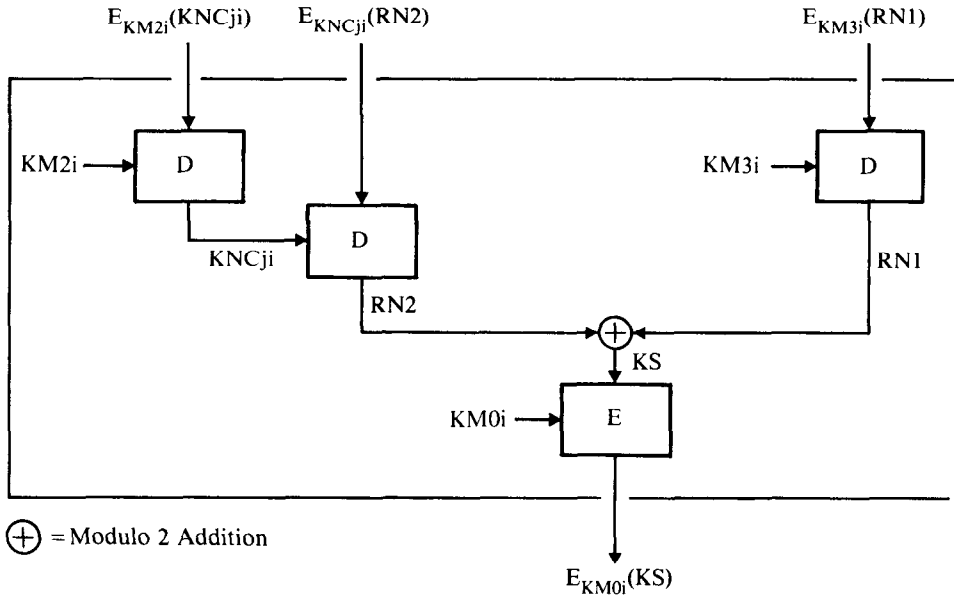 E_KM2i(KNCji) E_KNCji(RN2) E_KM3i(RN1)
KM2i D KM3i D
KNCji D RN1
RN2
+ KS
KM0i E
+ = Modulo 2 Addition
E_KM0i(KS)